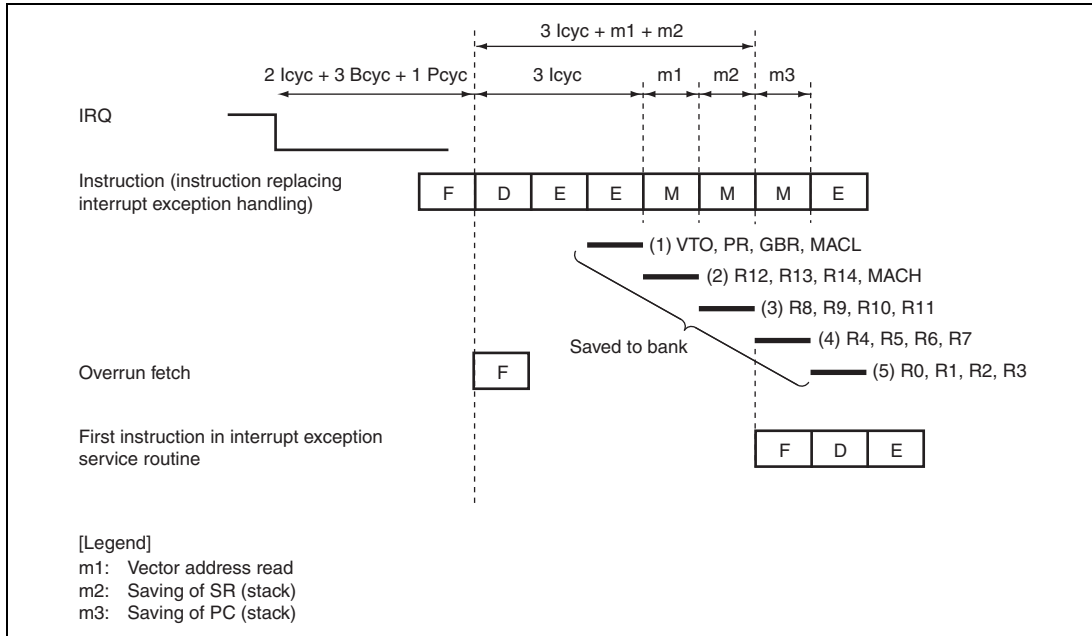 3 Icyc + m1 + m2
2 Icyc + 3 Bcyc + 1 Pcyc
3 Icyc
m1
m2
m3
IRQ
Instruction (instruction replacing
interrupt exception handling)
F D E E M M M E
(1) VTO, PR, GBR, MACL
(2) R12, R13, R14, MACH
(3) R8, R9, R10, R11
(4) R4, R5, R6, R7
Saved to bank
(5) R0, R1, R2, R3
Overrun fetch
F
First instruction in interrupt exception
service routine
F D E
[Legend]
m1: Vector address read
m2: Saving of SR (stack)
m3: Saving of PC (stack)